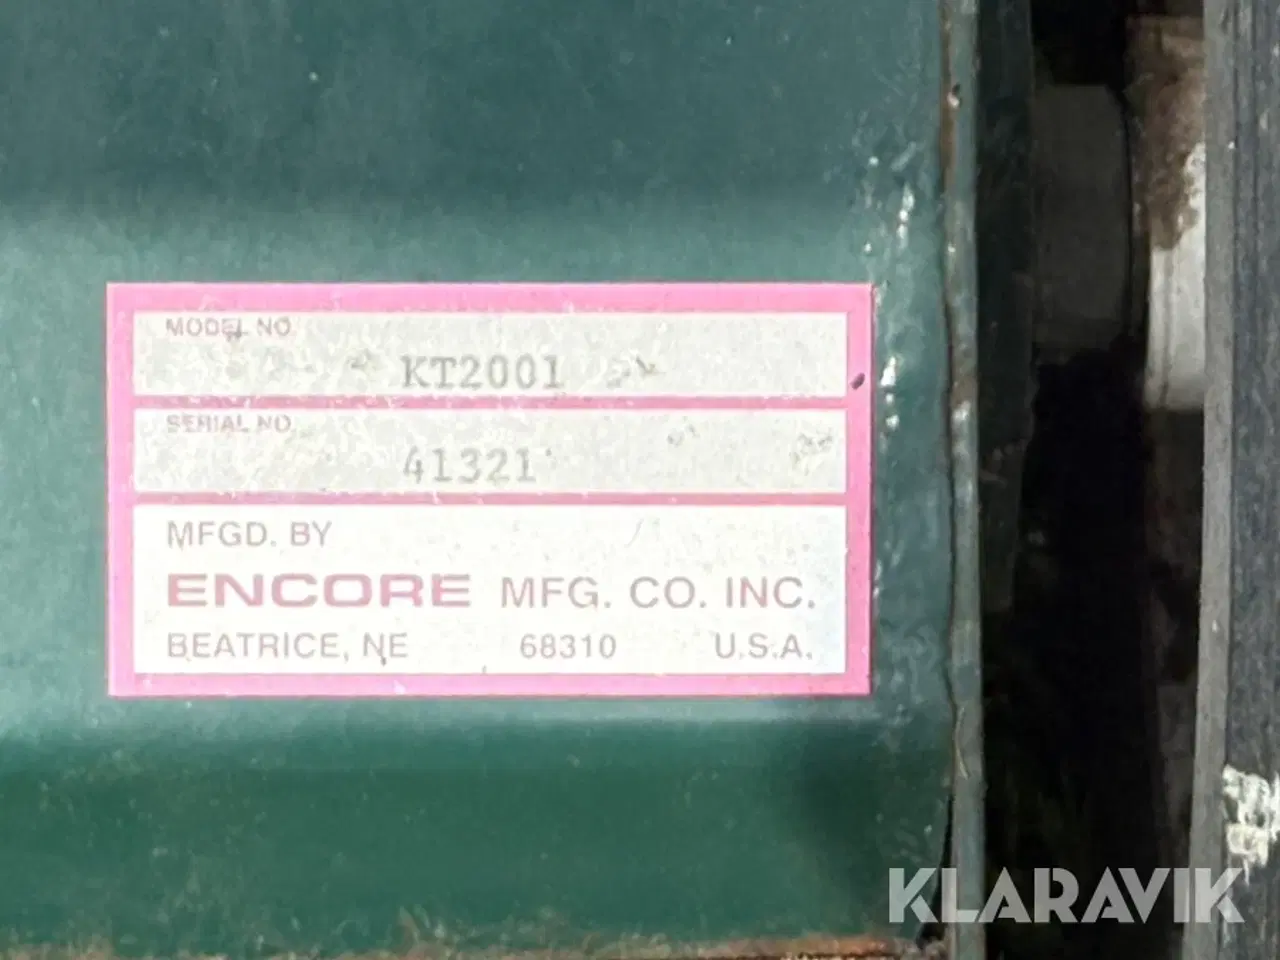 MODEL NO
KT2001
SERIAL NO
41321
MFGD. BY
ENCORE MFG. CO. INC.
BEATRICE, NE 68310 U.S.A.
KLARAVIK